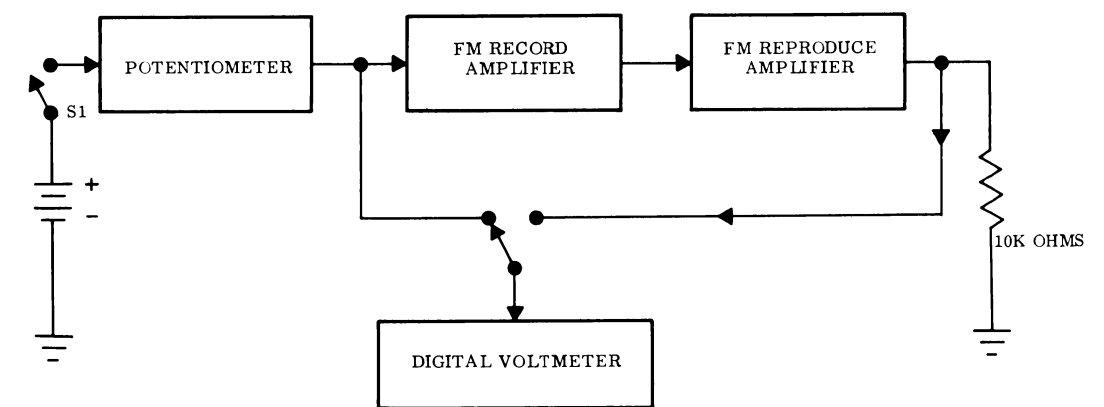 POTENTIOMETER
FM RECORD
AMPLIFIER
FM REPRODUCE
AMPLIFIER
S1
+
-
10K OHMS
DIGITAL VOLTMETER